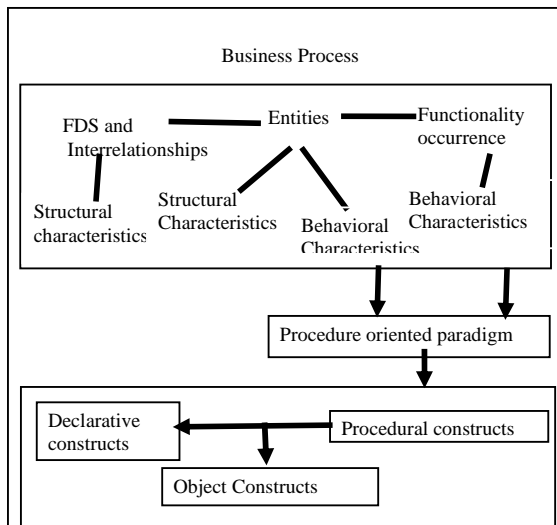 Business Process
FDS and
Interrelationships
Entities
Functionality
occurrence
Structural
characteristics
Structural
Characteristics
Behavioral
Characteristics
Behavioral
Characteristics
Procedure oriented paradigm
Declarative
constructs
Procedural constructs
Object Constructs